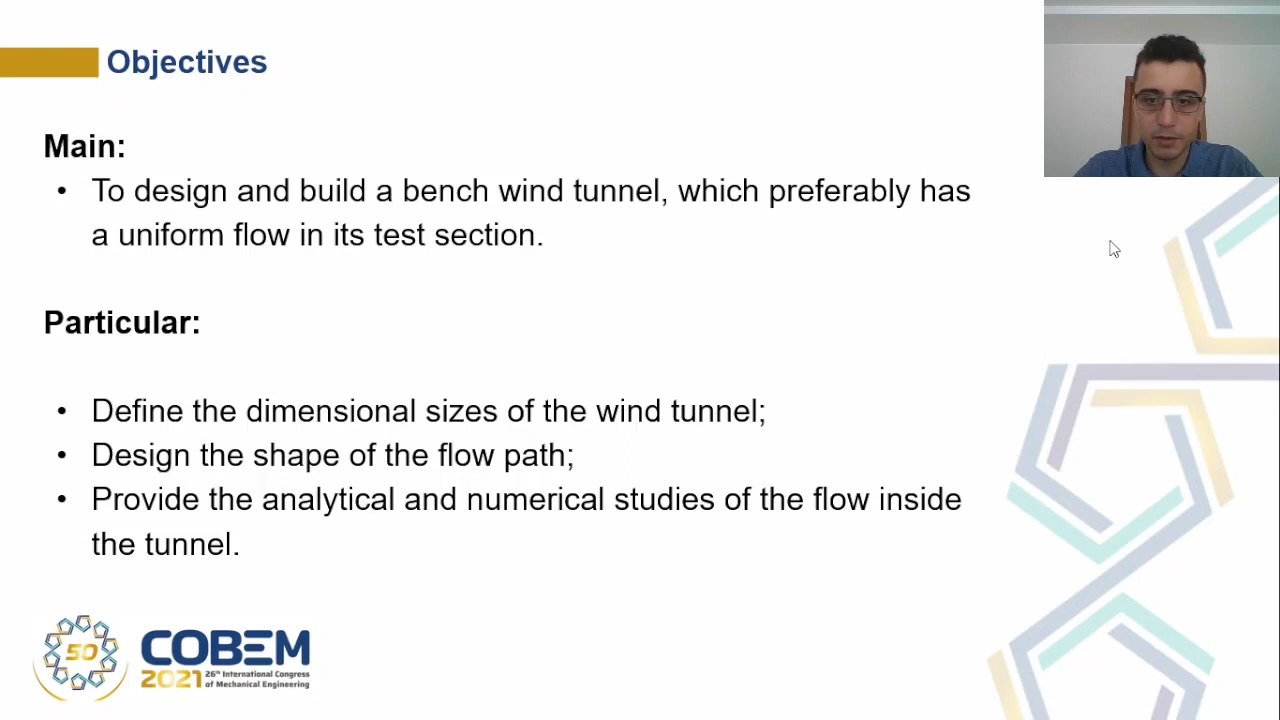 Objectives
Main:
• To design and build a bench wind tunnel, which preferably has
a uniform flow in its test section.
Particular:
• Define the dimensional sizes of the wind tunnel;
• Design the shape of the flow path;
• Provide the analytical and numerical studies of the flow inside
the tunnel.
50
COBEM
2021 26th International Congress
of Mechanical Engineering